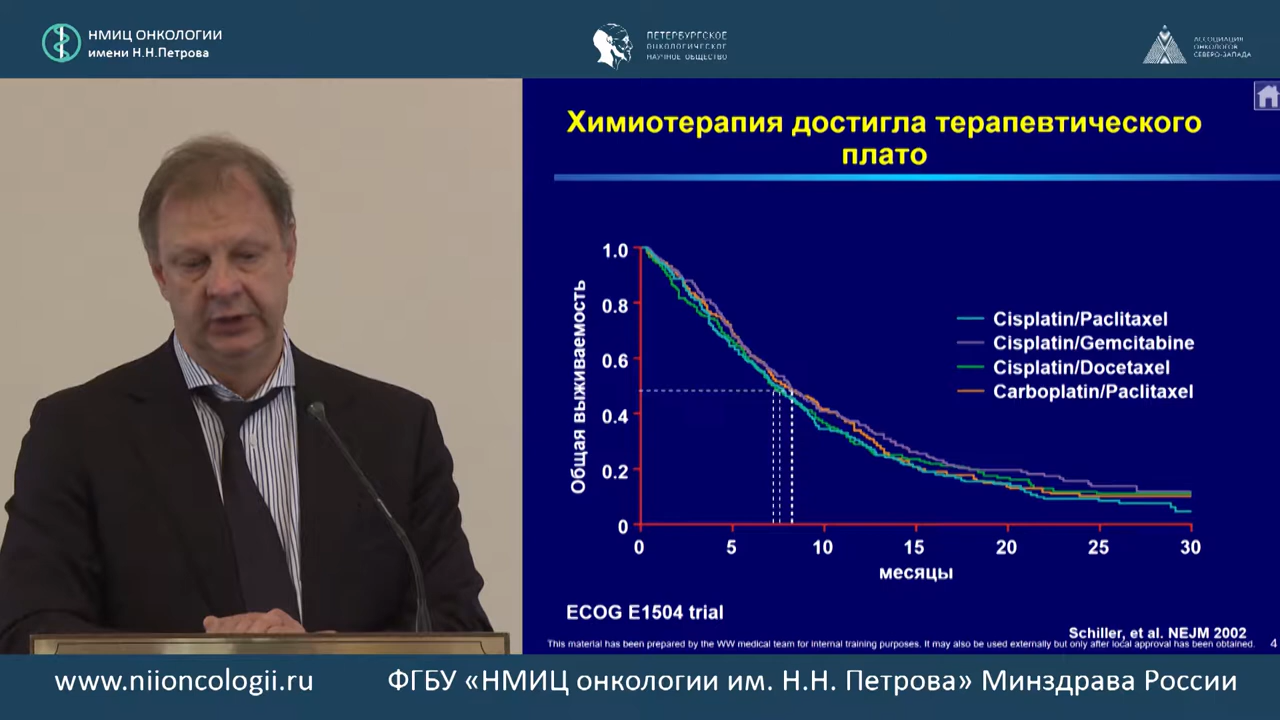 НМИЦ ОНКОЛОГИИ
имени Н.Н.Петрова
ПЕТЕРБУРГСКОЕ
ОНКОЛОГИЧЕСКОЕ
НАУЧНОЕ ОБЩЕСТВО
АССОЦИАЦИЯ
ОНКОЛОГОВ
СЕВЕРО-ЗАПАДА
Химиотерапия достигла терапевтического
плато
Общая выживаемость
1.0
0.8
0.6
0.4
0.2
0
0 5 10 15 20 25 30
месяцы
Cisplatin/Paclitaxel
Cisplatin/Gemcitabine
Cisplatin/Docetaxel
Carboplatin/Paclitaxel
ECOG E1504 trial
Schiller, et al. NEJM 2002
This material has been prepared by the WW medical team for internal training purposes. It may also be used externally but only after local approval has been obtained.
4
www.niioncologii.ru
ФГБУ «НМИЦ онкологии им. Н.Н. Петрова» Минздрава России